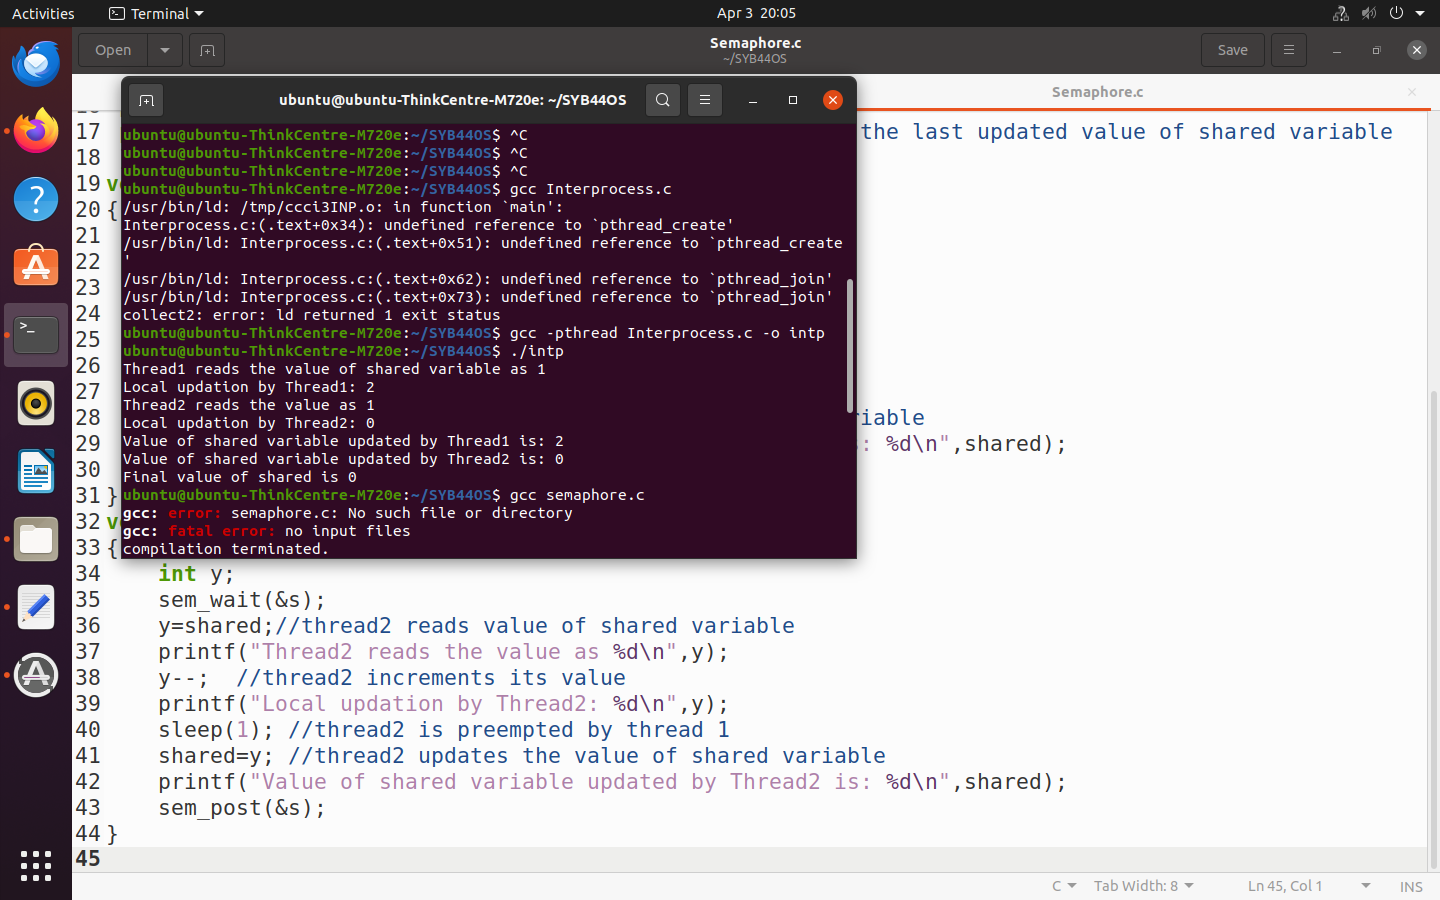 Activities Terminal Apr 3 20:05
Open Semaphore.c Save
~/SYB44OS
Semaphore.c
ubuntu@ubuntu-ThinkCentre-M720e: ~/SYB44OS
ubuntu@ubuntu-ThinkCentre-M720e:~/SYB44OS$ ^C
ubuntu@ubuntu-ThinkCentre-M720e:~/SYB44OS$ ^C
ubuntu@ubuntu-ThinkCentre-M720e:~/SYB44OS$ ^C
ubuntu@ubuntu-ThinkCentre-M720e:~/SYB44OS$ gcc Interprocess.c
/usr/bin/ld: /tmp/ccci3INP.o: in function `main':
Interprocess.c:(.text+0x34): undefined reference to `pthread_create'
/usr/bin/ld: Interprocess.c:(.text+0x51): undefined reference to `pthread_create
'
/usr/bin/ld: Interprocess.c:(.text+0x62): undefined reference to `pthread_join'
/usr/bin/ld: Interprocess.c:(.text+0x73): undefined reference to `pthread_join'
collect2: error: ld returned 1 exit status
ubuntu@ubuntu-ThinkCentre-M720e:~/SYB44OS$ gcc -pthread Interprocess.c -o intp
ubuntu@ubuntu-ThinkCentre-M720e:~/SYB44OS$ ./intp
Thread1 reads the value of shared variable as 1
Local updation by Thread1: 2
Thread2 reads the value as 1
Local updation by Thread2: 0
Value of shared variable updated by Thread1 is: 2
Value of shared variable updated by Thread2 is: 0
Final value of shared is 0
ubuntu@ubuntu-ThinkCentre-M720e:~/SYB44OS$ gcc semaphore.c
gcc: error: semaphore.c: No such file or directory
gcc: fatal error: no input files
compilation terminated.
17 the last updated value of shared variable
18
19 v
20 {
21
22
23
24
25
26
27
28 riable
29 : %d\n",shared);
30
31 }
32 v
33 {
34 int y;
35 sem_wait(&s);
36 y=shared;//thread2 reads value of shared variable
37 printf("Thread2 reads the value as %d\n",y);
38 y--; //thread2 increments its value
39 printf("Local updation by Thread2: %d\n",y);
40 sleep(1); //thread2 is preempted by thread 1
41 shared=y; //thread2 updates the value of shared variable
42 printf("Value of shared variable updated by Thread2 is: %d\n",shared);
43 sem_post(&s);
44 }
45
C Tab Width: 8 Ln 45, Col 1 INS